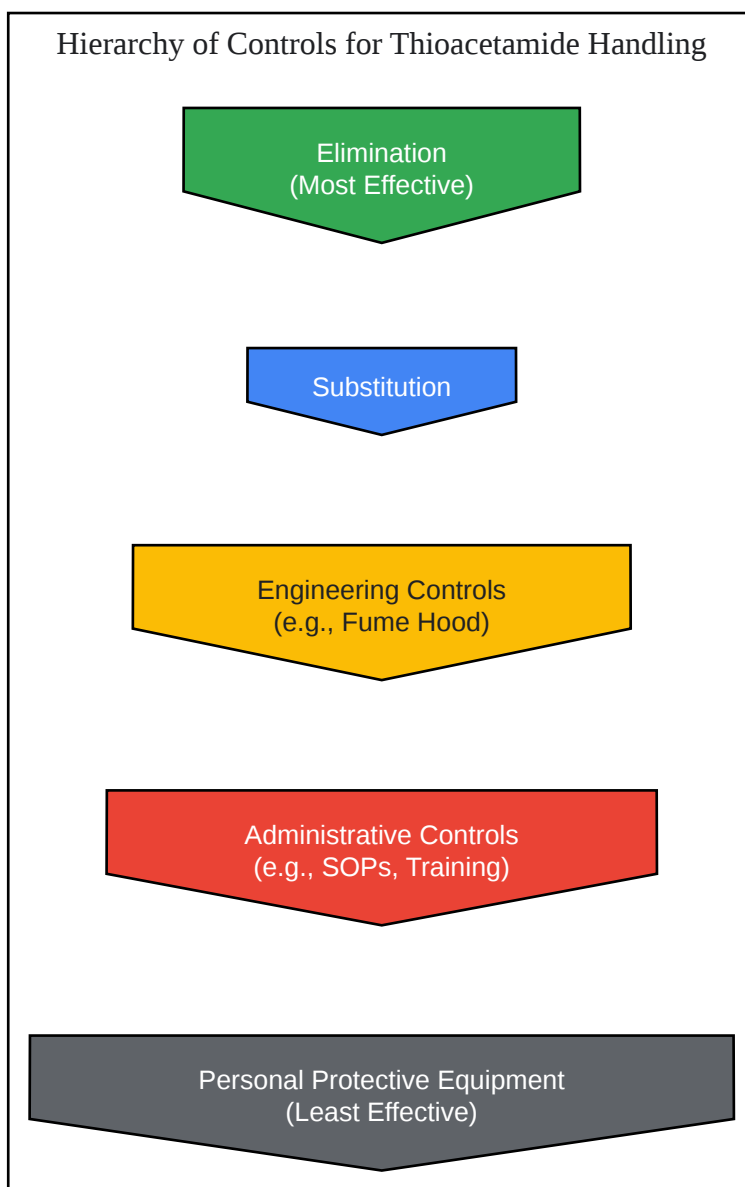 Hierarchy of Controls for Thioacetamide Handling
Elimination
(Most Effective)
Substitution
Engineering Controls
(e.g., Fume Hood)
Administrative Controls
(e.g., SOPs, Training)
Personal Protective Equipment
(Least Effective)